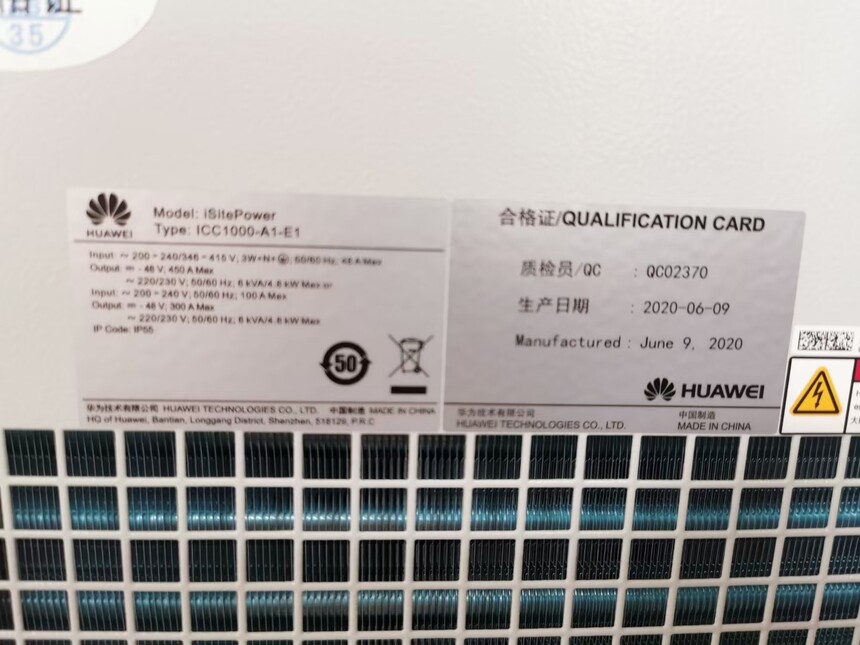 35
HUAWEI
Model: iSitePower
Type: ICC1000-A1-E1
Input: ～ 200－240/346－415 V; 3W+N+; 50/60 Hz; A Max
Output: ⎓ -48 V; 450 A Max
～ 220/230 V; 50/60 Hz; 6 kVA/4.8 kW Max or
Input: ～ 200－240 V; 50/60 Hz; 100 A Max
Output: ⎓ -48 V; 300 A Max
～ 220/230 V; 50/60 Hz; 6 kVA/4.8 kW Max
IP Code: IP55
50
华为技术有限公司 HUAWEI TECHNOLOGIES CO., LTD. 中国制造 MADE IN CHINA
HQ of Huawei, Bantian, Longgang District, Shenzhen, 518129, P.R.C
合格证/QUALIFICATION CARD
质检员/QC : QC02370
生产日期 : 2020-06-09
Manufactured : June 9, 2020
HUAWEI
华为技术有限公司 中国制造
HUAWEI TECHNOLOGIES CO., LTD. MADE IN CHINA